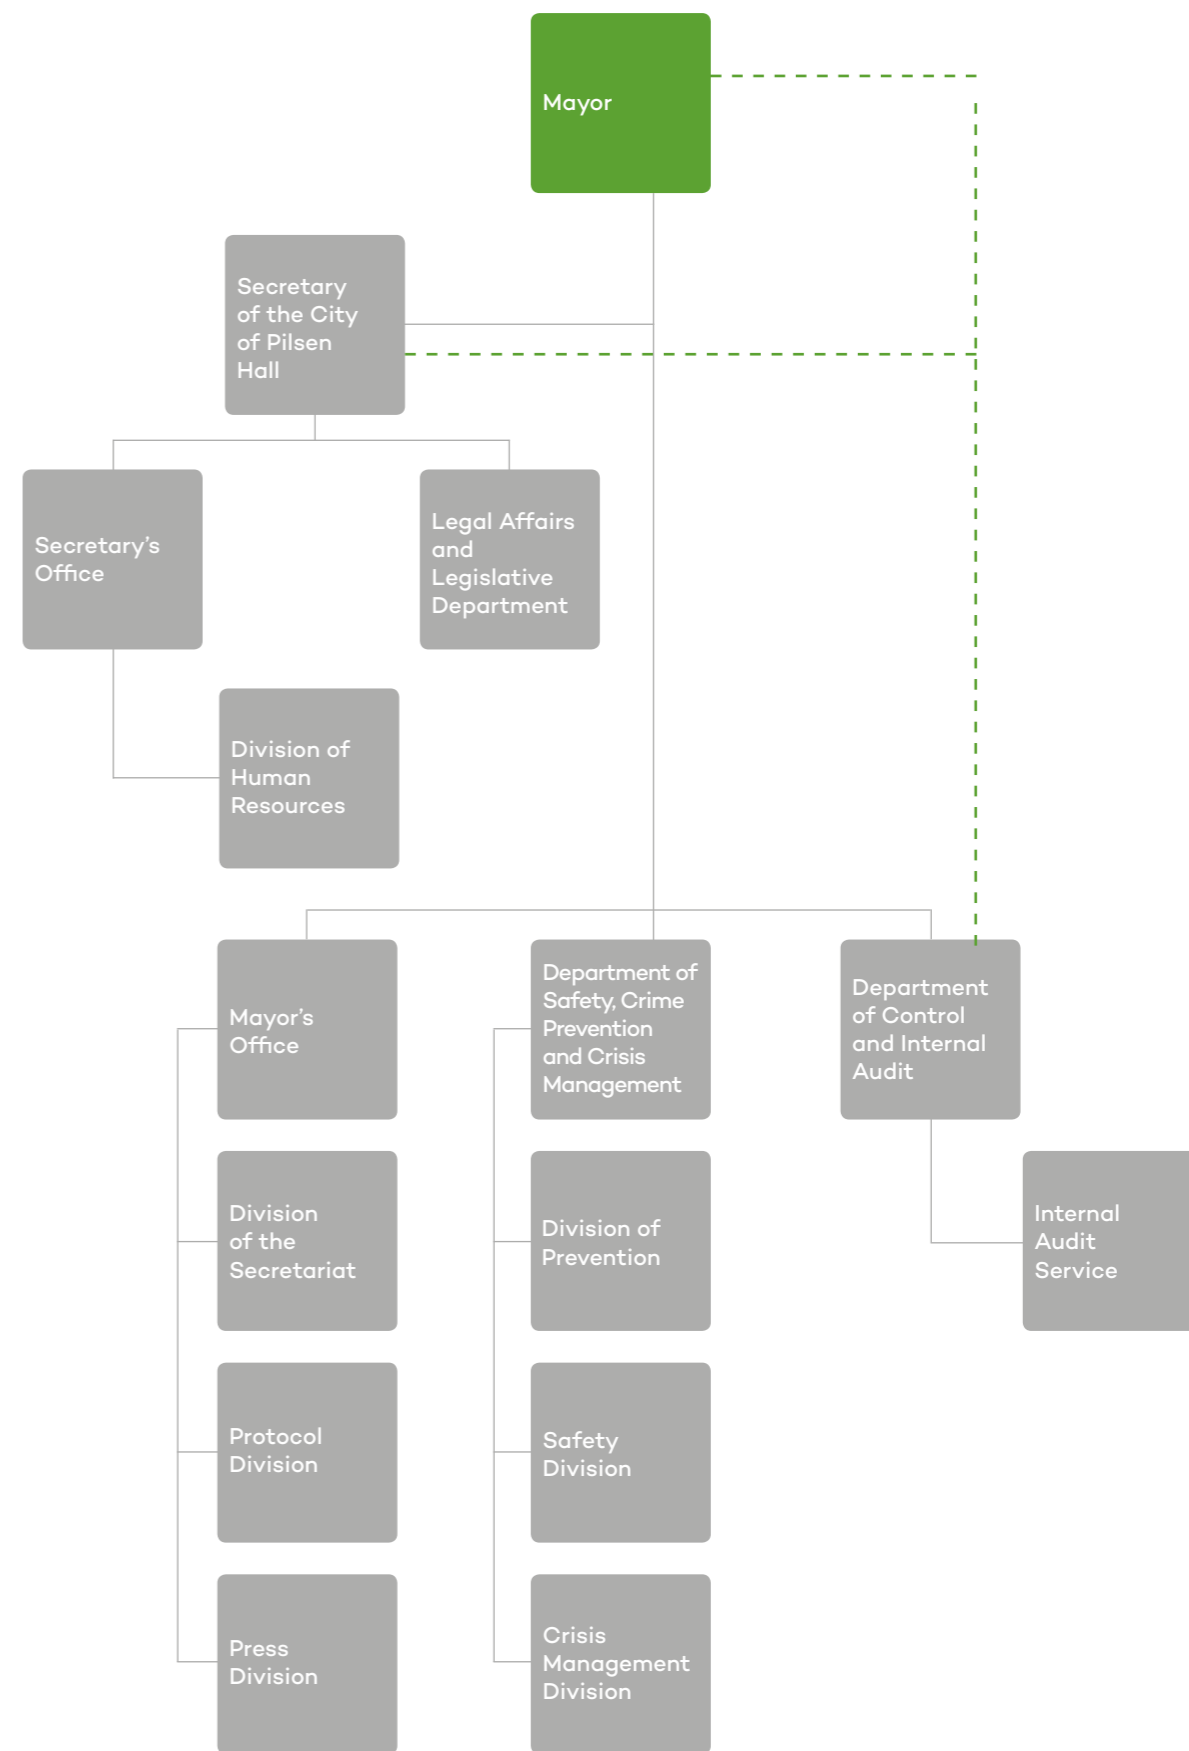 Mayor
Secretary
of the City
of Pilsen
Hall
Secretary’s
Office
Legal Affairs
and
Legislative
Department
Division of
Human
Resources
Mayor’s
Office
Department of
Safety, Crime
Prevention
and Crisis
Management
Department
of Control
and Internal
Audit
Division
of the
Secretariat
Division of
Prevention
Internal
Audit
Service
Protocol
Division
Safety
Division
Press
Division
Crisis
Management
Division